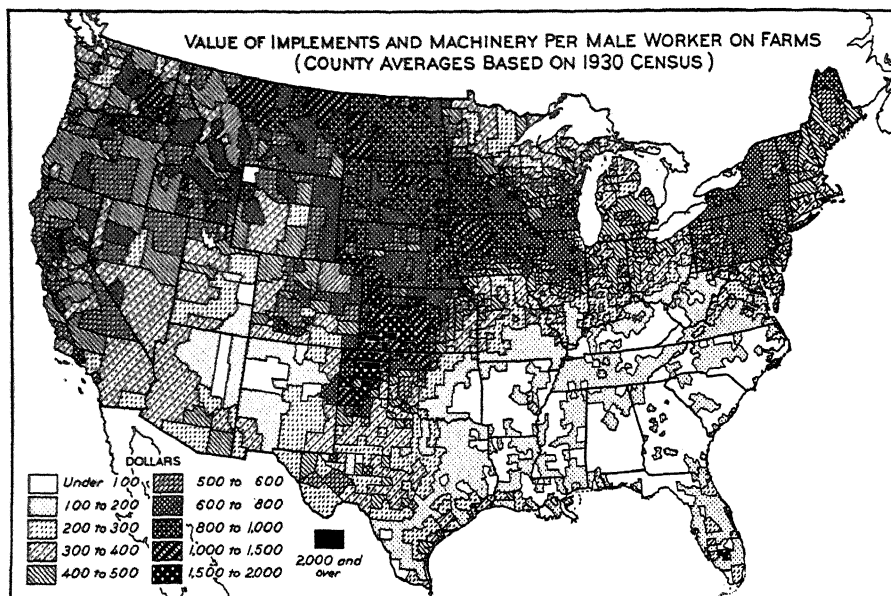 VALUE OF IMPLEMENTS AND MACHINERY PER MALE WORKER ON FARMS
(COUNTY AVERAGES BASED ON 1930 CENSUS)
DOLLARS
Under 100
100 to 200
200 to 300
300 to 400
400 to 500
500 to 600
600 to 800
800 to 1,000
1,000 to 1,500
1,500 to 2,000
2,000 and
over